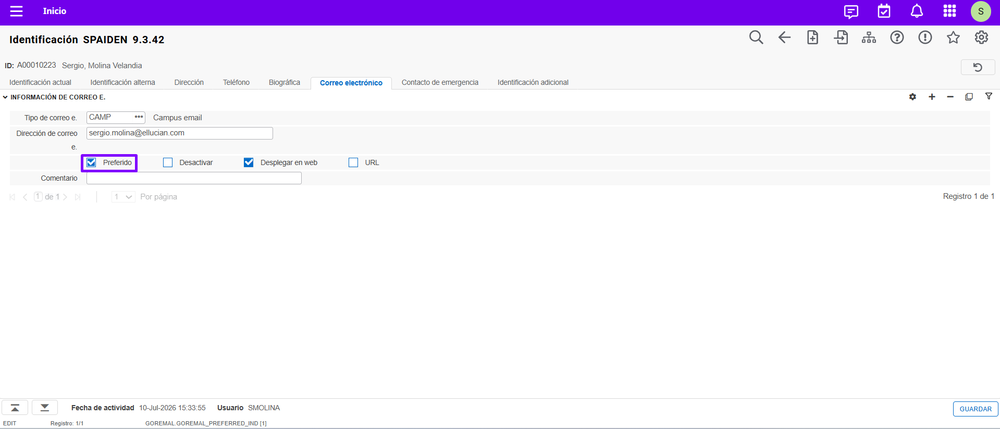 Inicio
S
Identificación SPAIDEN 9.3.42
ID: A00010223 Sergio, Molina Velandia
Identificación actual Identificación alterna Dirección Teléfono Biográfica Correo electrónico Contacto de emergencia Identificación adicional
INFORMACIÓN DE CORREO E.
Tipo de correo e. CAMP ••• Campus email
Dirección de correo sergio.molina@ellucian.com
e.
Preferido Desactivar Desplegar en web URL
Comentario
1 de 1 1 Por página Registro 1 de 1
Fecha de actividad 10-Jul-2026 15:33:55 Usuario SMOLINA GUARDAR
EDIT Registro: 1/1 GOREMAL.GOREMAL_PREFERRED_IND [1]